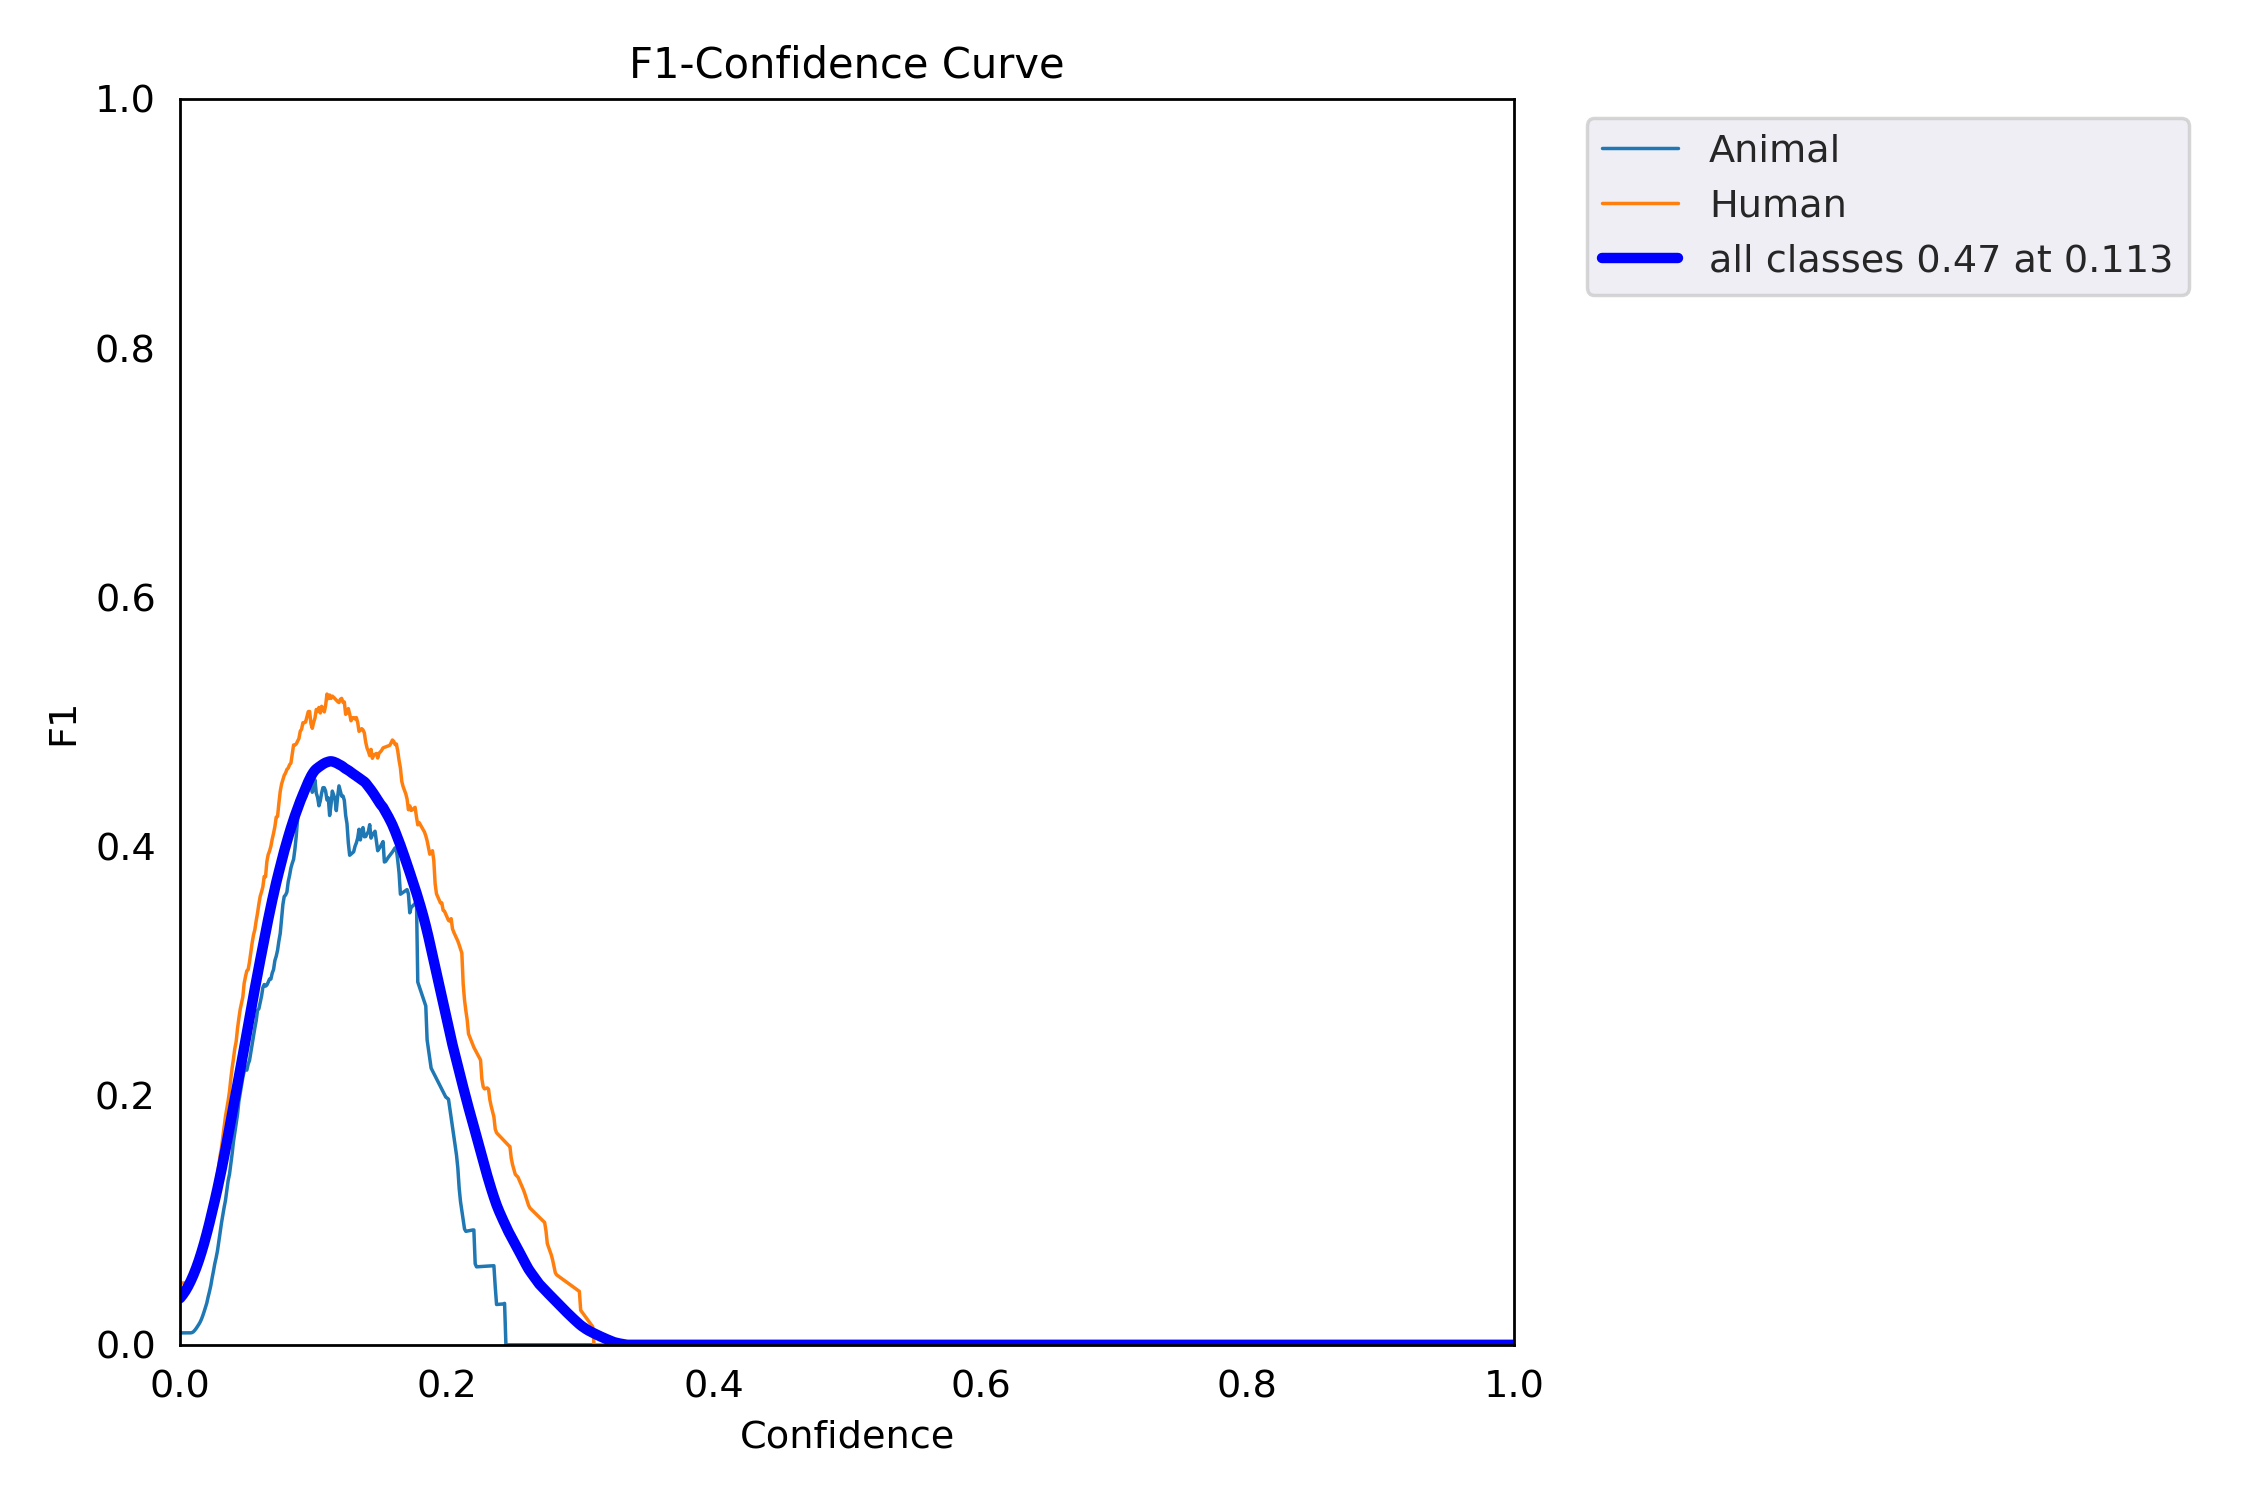 F1-Confidence Curve
1.0
0.8
0.6
0.4
0.2
0.0
F1
0.0 0.2 0.4 0.6 0.8 1.0
Confidence
Animal
Human
all classes 0.47 at 0.113